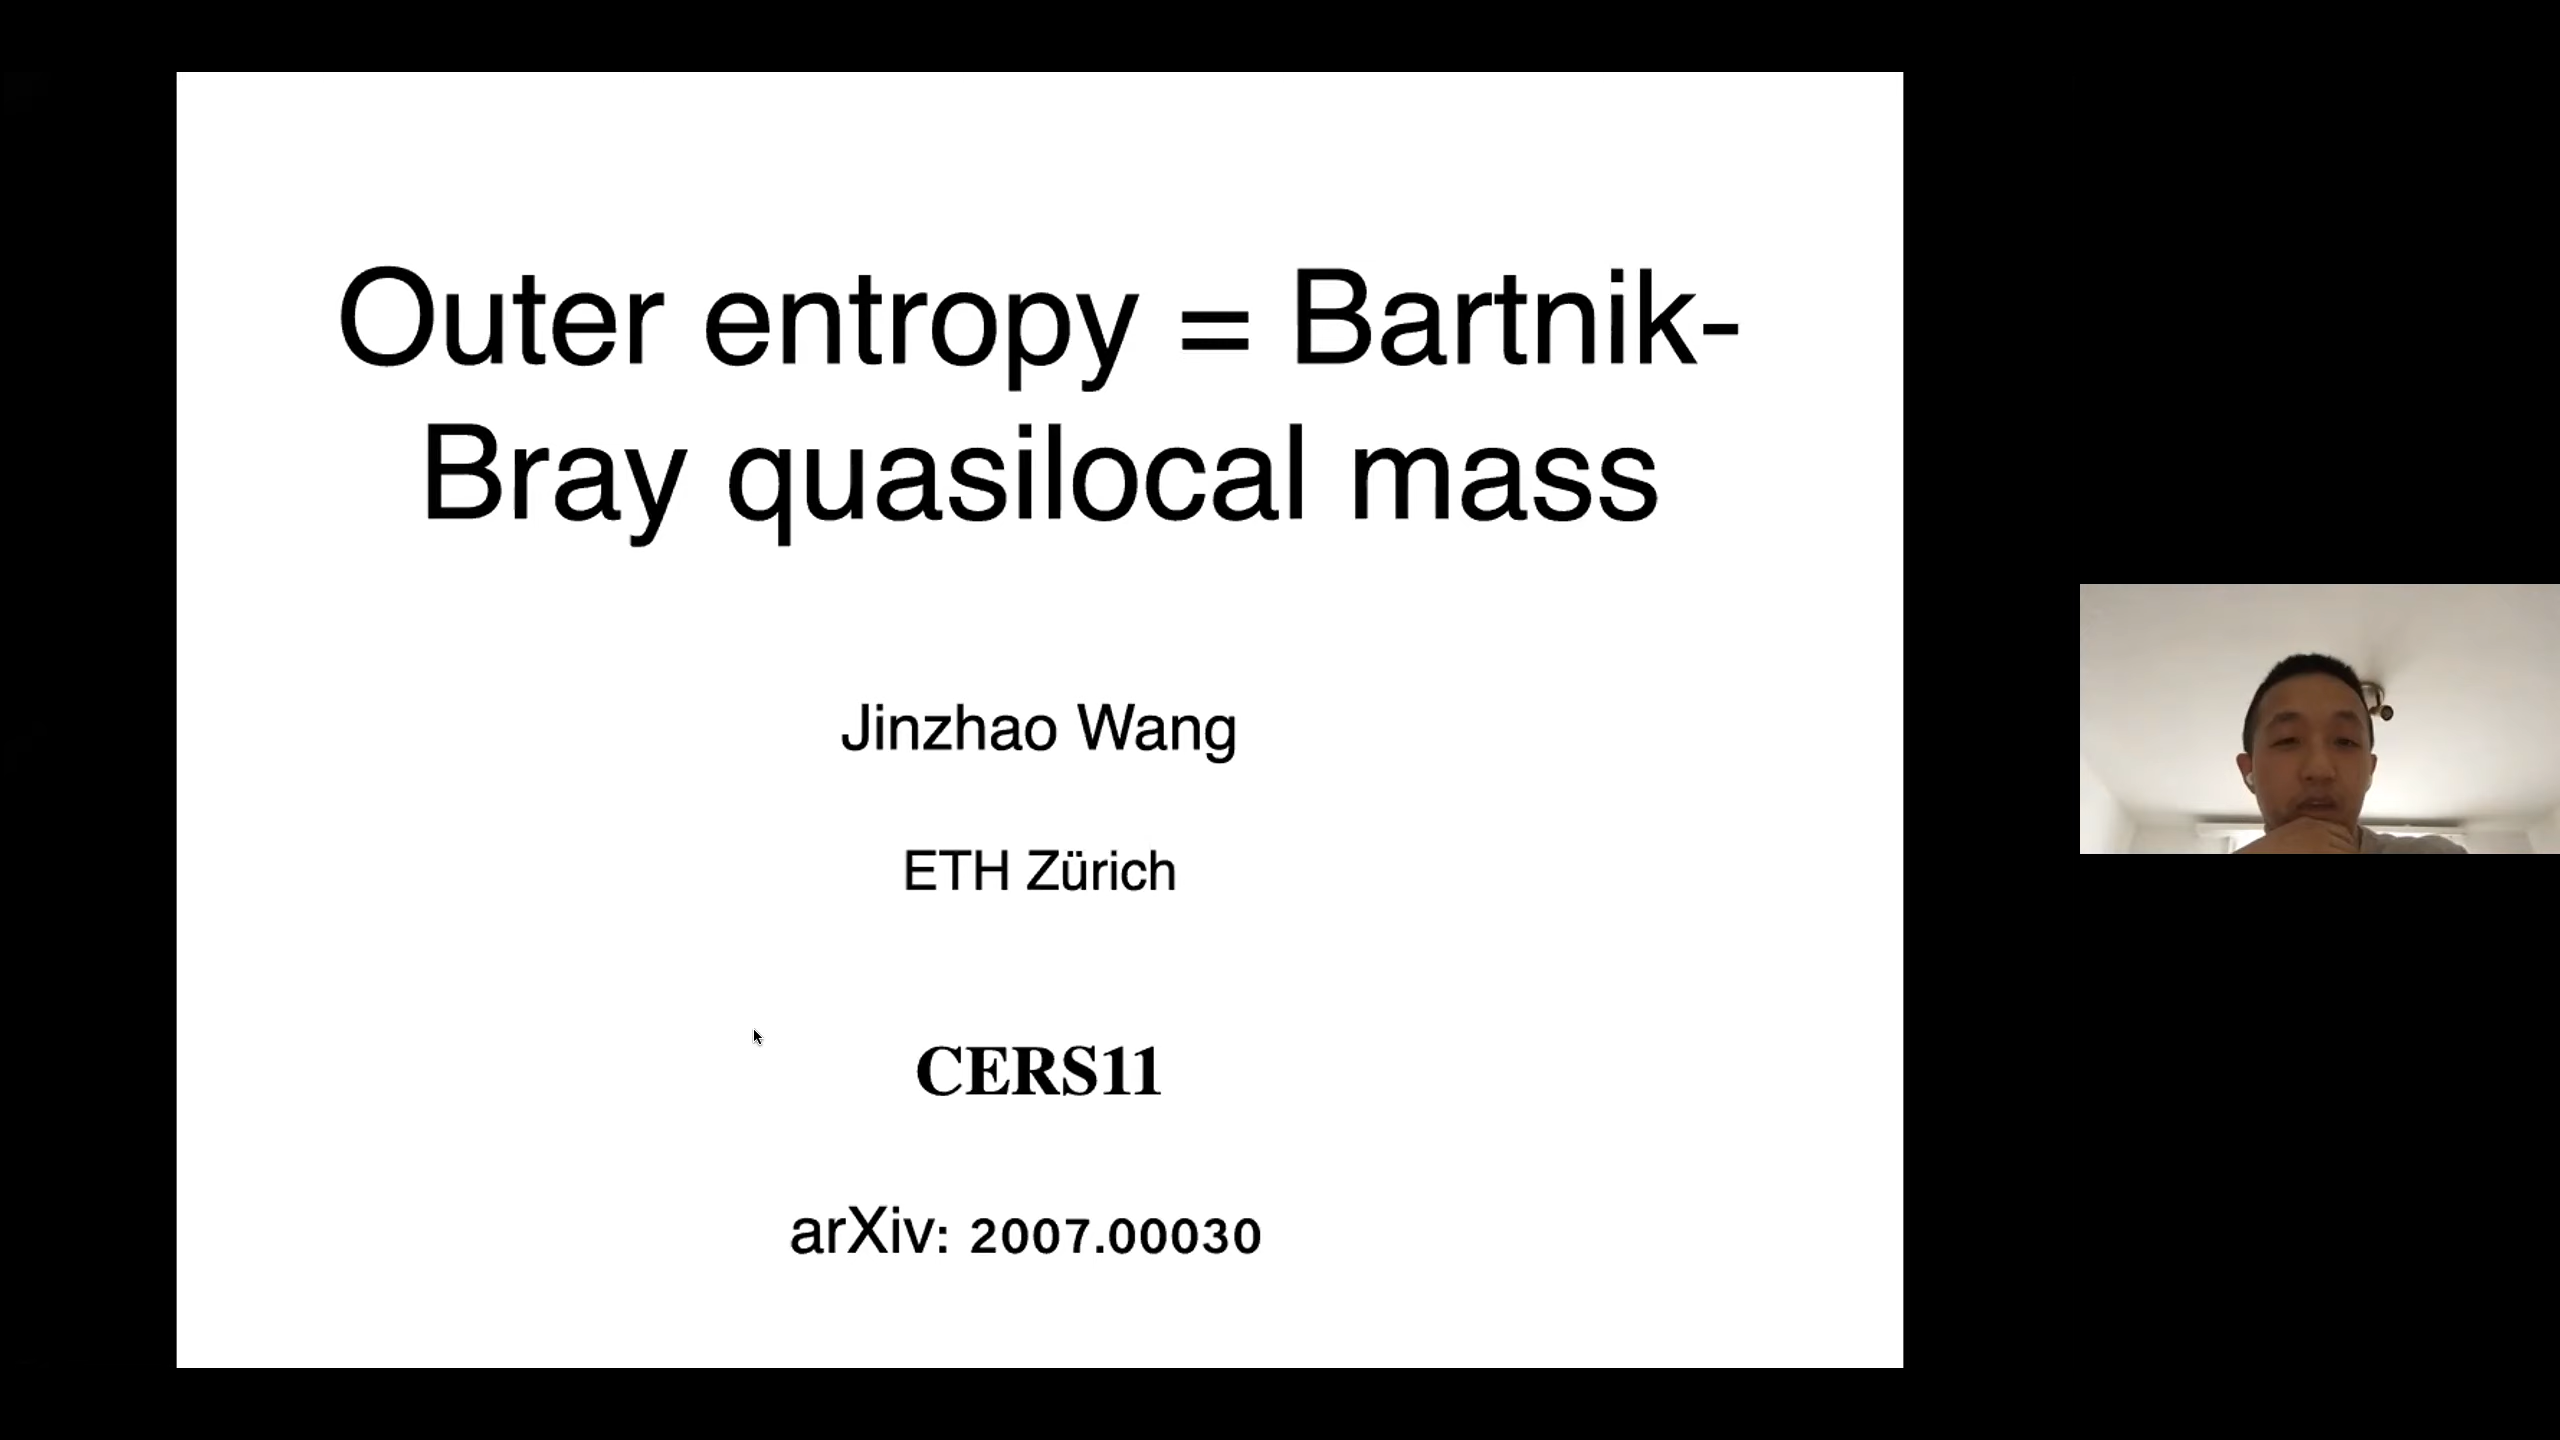 Outer entropy = Bartnik-
Bray quasilocal mass
Jinzhao Wang
ETH Zürich
CERS11
arXiv: 2007.00030